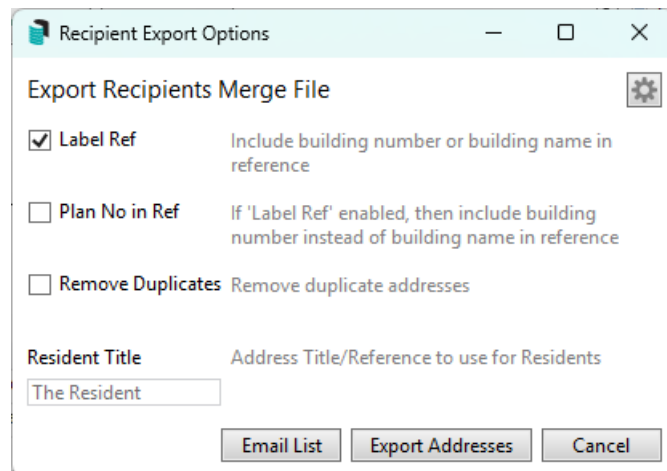 Recipient Export Options
Export Recipients Merge File
Label Ref
Include building number or building name in
reference
Plan No in Ref
If 'Label Ref' enabled, then include building
number instead of building name in reference
Remove Duplicates
Remove duplicate addresses
Resident Title
Address Title/Reference to use for Residents
The Resident
Email List
Export Addresses
Cancel